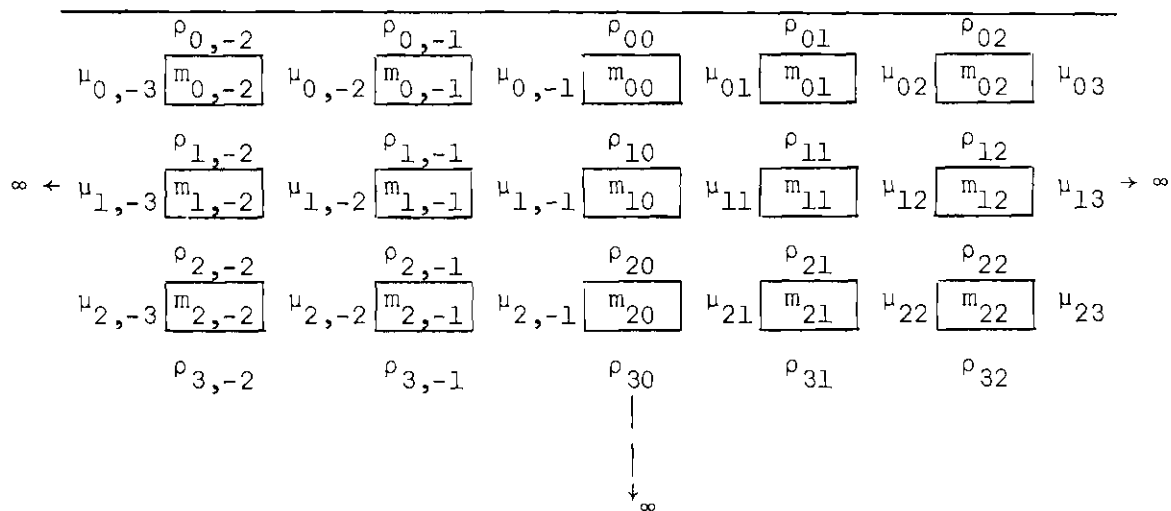 ρ0,-2 ρ0,-1 ρ00 ρ01 ρ02
μ0,-3 m0,-2 μ0,-2 m0,-1 μ0,-1 m00 μ01 m01 μ02 m02 μ03
ρ1,-2 ρ1,-1 ρ10 ρ11 ρ12
∞ ← μ1,-3 m1,-2 μ1,-2 m1,-1 μ1,-1 m10 μ11 m11 μ12 m12 μ13 → ∞
ρ2,-2 ρ2,-1 ρ20 ρ21 ρ22
μ2,-3 m2,-2 μ2,-2 m2,-1 μ2,-1 m20 μ21 m21 μ22 m22 μ23
ρ3,-2 ρ3,-1 ρ30 ρ31 ρ32
∞